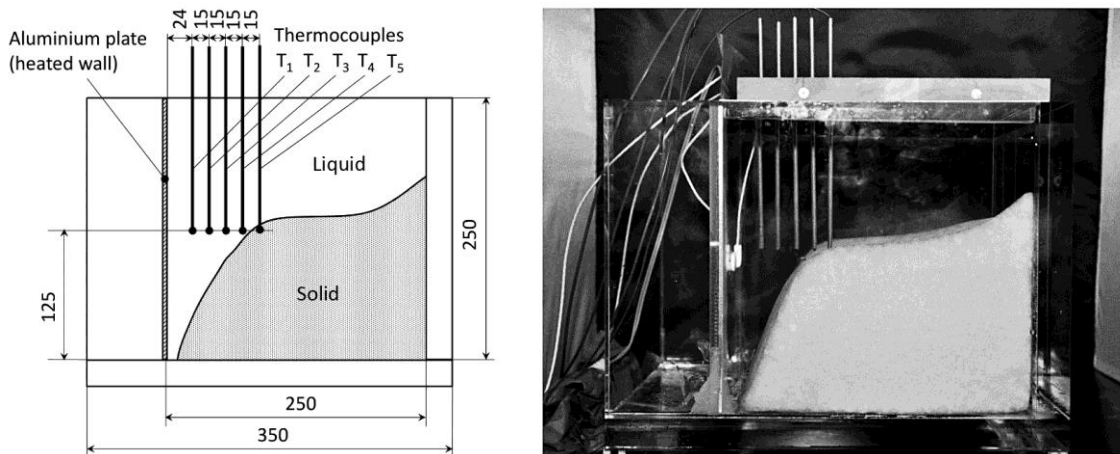 24 15 15 15 15
Aluminium plate
(heated wall)
Thermocouples
T1 T2 T3 T4 T5
Liquid
250
125
Solid
250
350